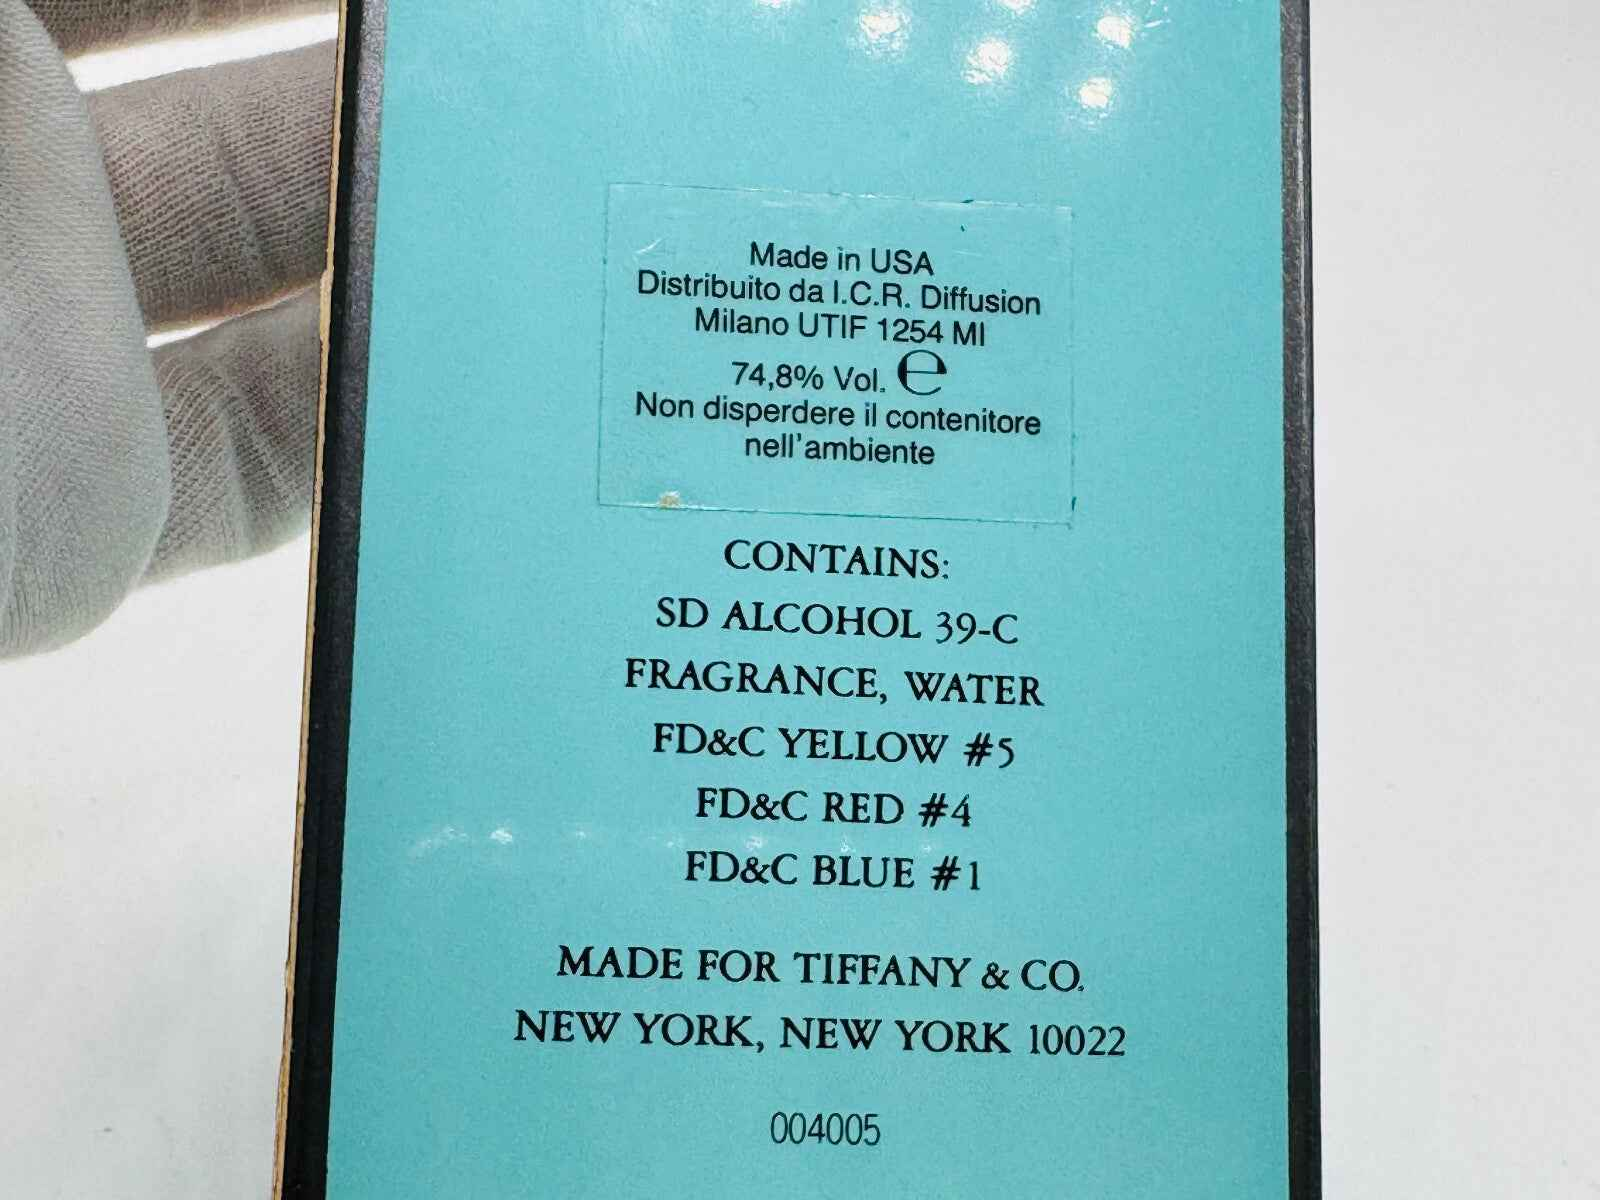 Made in USA
Distribuito da I.C.R. Diffusion
Milano UTIF 1254 MI
74,8% Vol. ℮
Non disperdere il contenitore
nell'ambiente
CONTAINS:
SD ALCOHOL 39-C
FRAGRANCE, WATER
FD&C YELLOW #5
FD&C RED #4
FD&C BLUE #1
MADE FOR TIFFANY & CO.
NEW YORK, NEW YORK 10022
004005